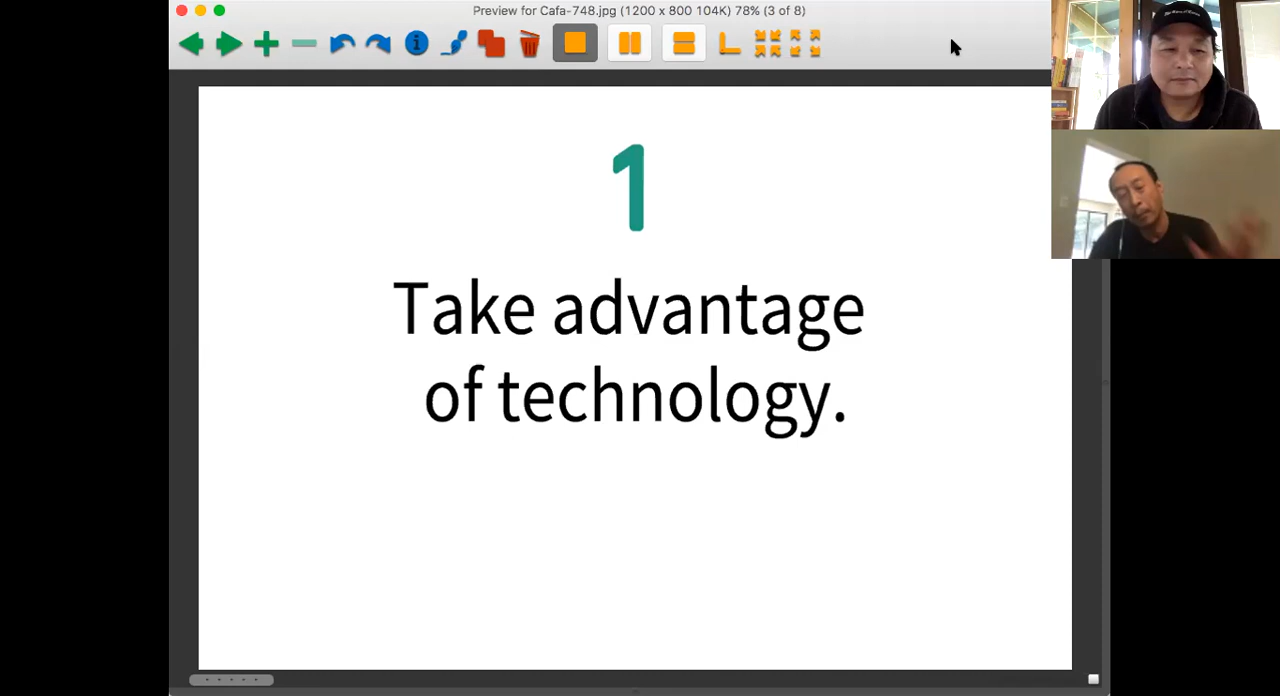 Preview for Cafa-748.jpg (1200 x 800 104K) 78% (3 of 8)
1
Take advantage
of technology.